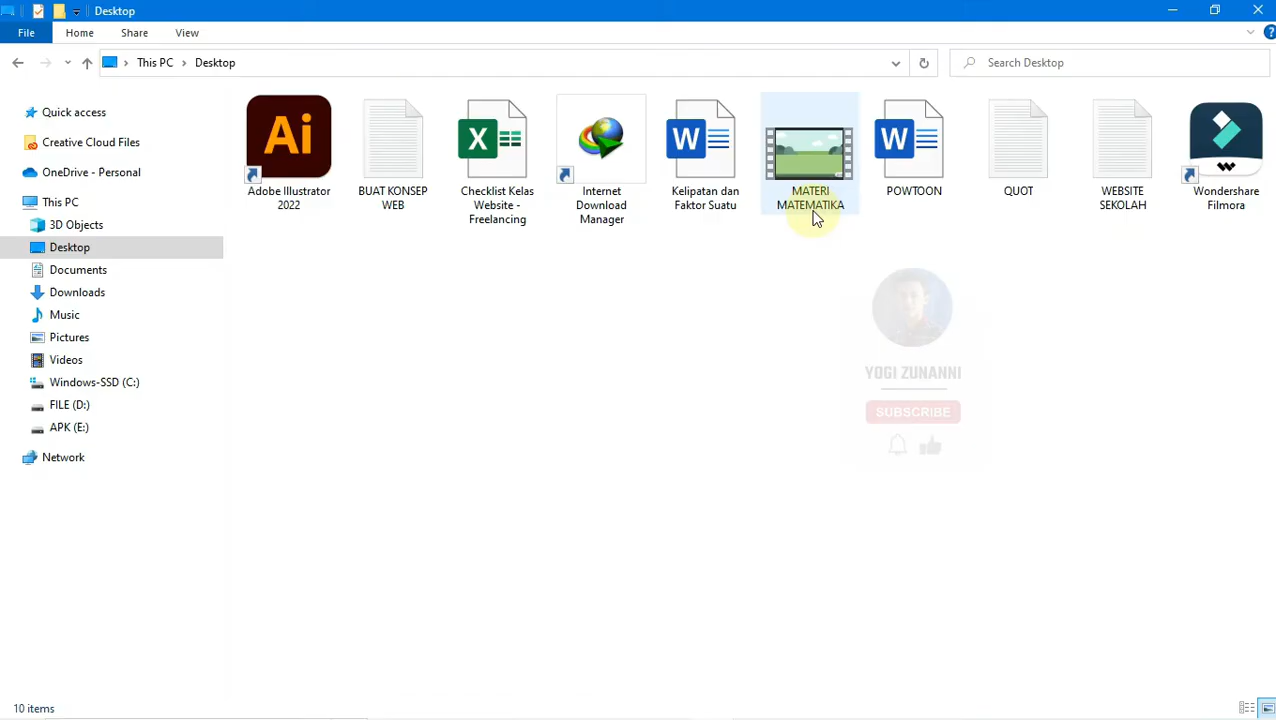 Desktop
File
Home
Share
View
This PC
Desktop
Search Desktop
Quick access
Creative Cloud Files
OneDrive - Personal
This PC
3D Objects
Desktop
Documents
Downloads
Music
Pictures
Videos
Windows-SSD (C:)
FILE (D:)
APK (E:)
Network
Ai
Adobe Illustrator
2022
BUAT KONSEP
WEB
X
Checklist Kelas
Website -
Freelancing
Internet
Download
Manager
W
Kelipatan dan
Faktor Suatu
MATERI
MATEMATIKA
W
POWTOON
QUOT
WEBSITE
SEKOLAH
Wondershare
Filmora
YOGI ZUNANNI
SUBSCRIBE
10 items